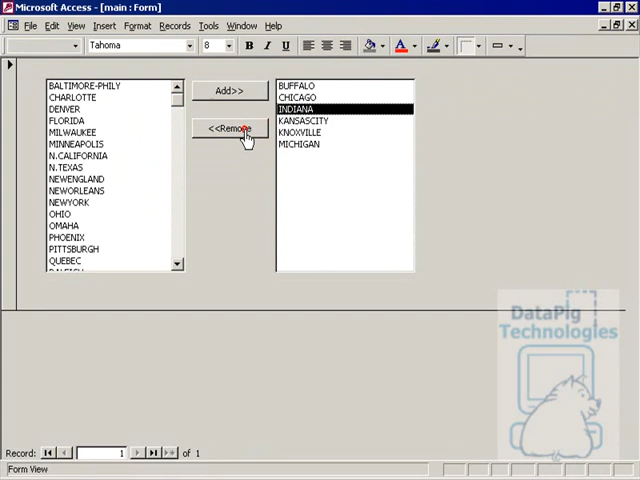 Microsoft Access - [main : Form]
File Edit View Insert Format Records Tools Window Help
Tahoma 8 B I U A
BALTIMORE-PHILY
CHARLOTTE
DENVER
FLORIDA
MILWAUKEE
MINNEAPOLIS
N.CALIFORNIA
N.TEXAS
NEWENGLAND
NEWORLEANS
NEWYORK
OHIO
OMAHA
PHOENIX
PITTSBURGH
QUEBEC
Add>>
<<Remove
BUFFALO
CHICAGO
INDIANA
KANSASCITY
KNOXVILLE
MICHIGAN
DataPig
Technologies
Record: 1 of 1
Form View